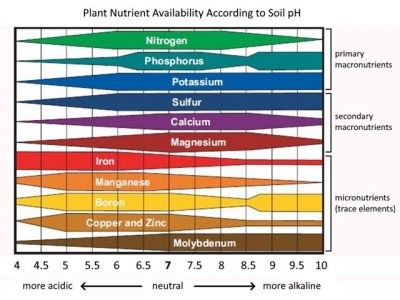 Plant Nutrient Availability According to Soil pH
Nitrogen
Phosphorus
Potassium
primary
macronutrients
Sulfur
Calcium
Magnesium
secondary
macronutrients
Iron
Manganese
Boron
Copper and Zinc
Molybdenum
micronutrients
(trace elements)
4 4.5 5 5.5 6 6.5 7 7.5 8 8.5 9 9.5 10
more acidic neutral more alkaline